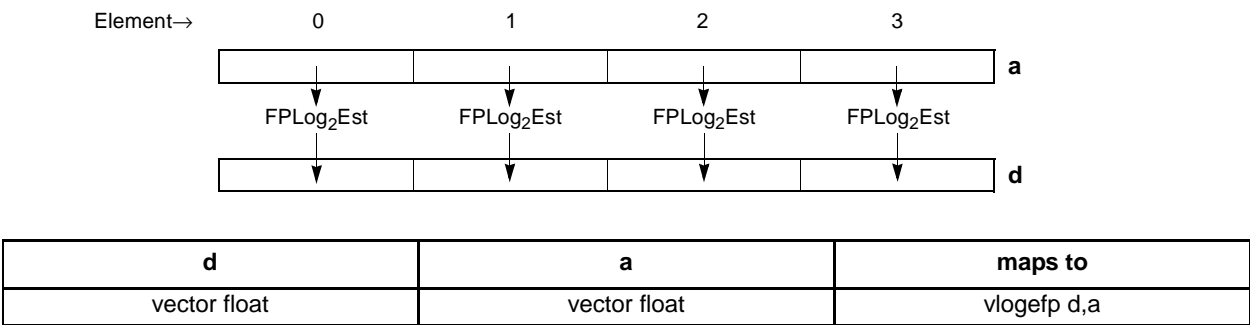 Element→ 0 1 2 3
a
FPLog2Est FPLog2Est FPLog2Est FPLog2Est
d
d a maps to
vector float vector float vlogefp d,a